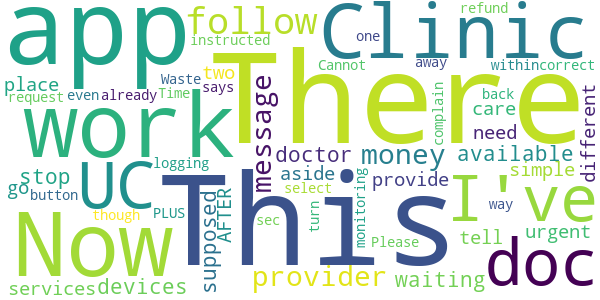 app
There
Clinic
This
work
Now
UC
I've
doc
follow
instructed
refund
one
away
Cannot
within
correct
place
request
even
already
Waste
Time
two
says
message
complain
back
care
different
need
money
available
doctor
aside
simple
stop
go
button
logging
though
PLUS
supposed
AFTER
provide
select
turn
sec
monitoring
way
Please
tell
urgent
services
devices
provider
waiting